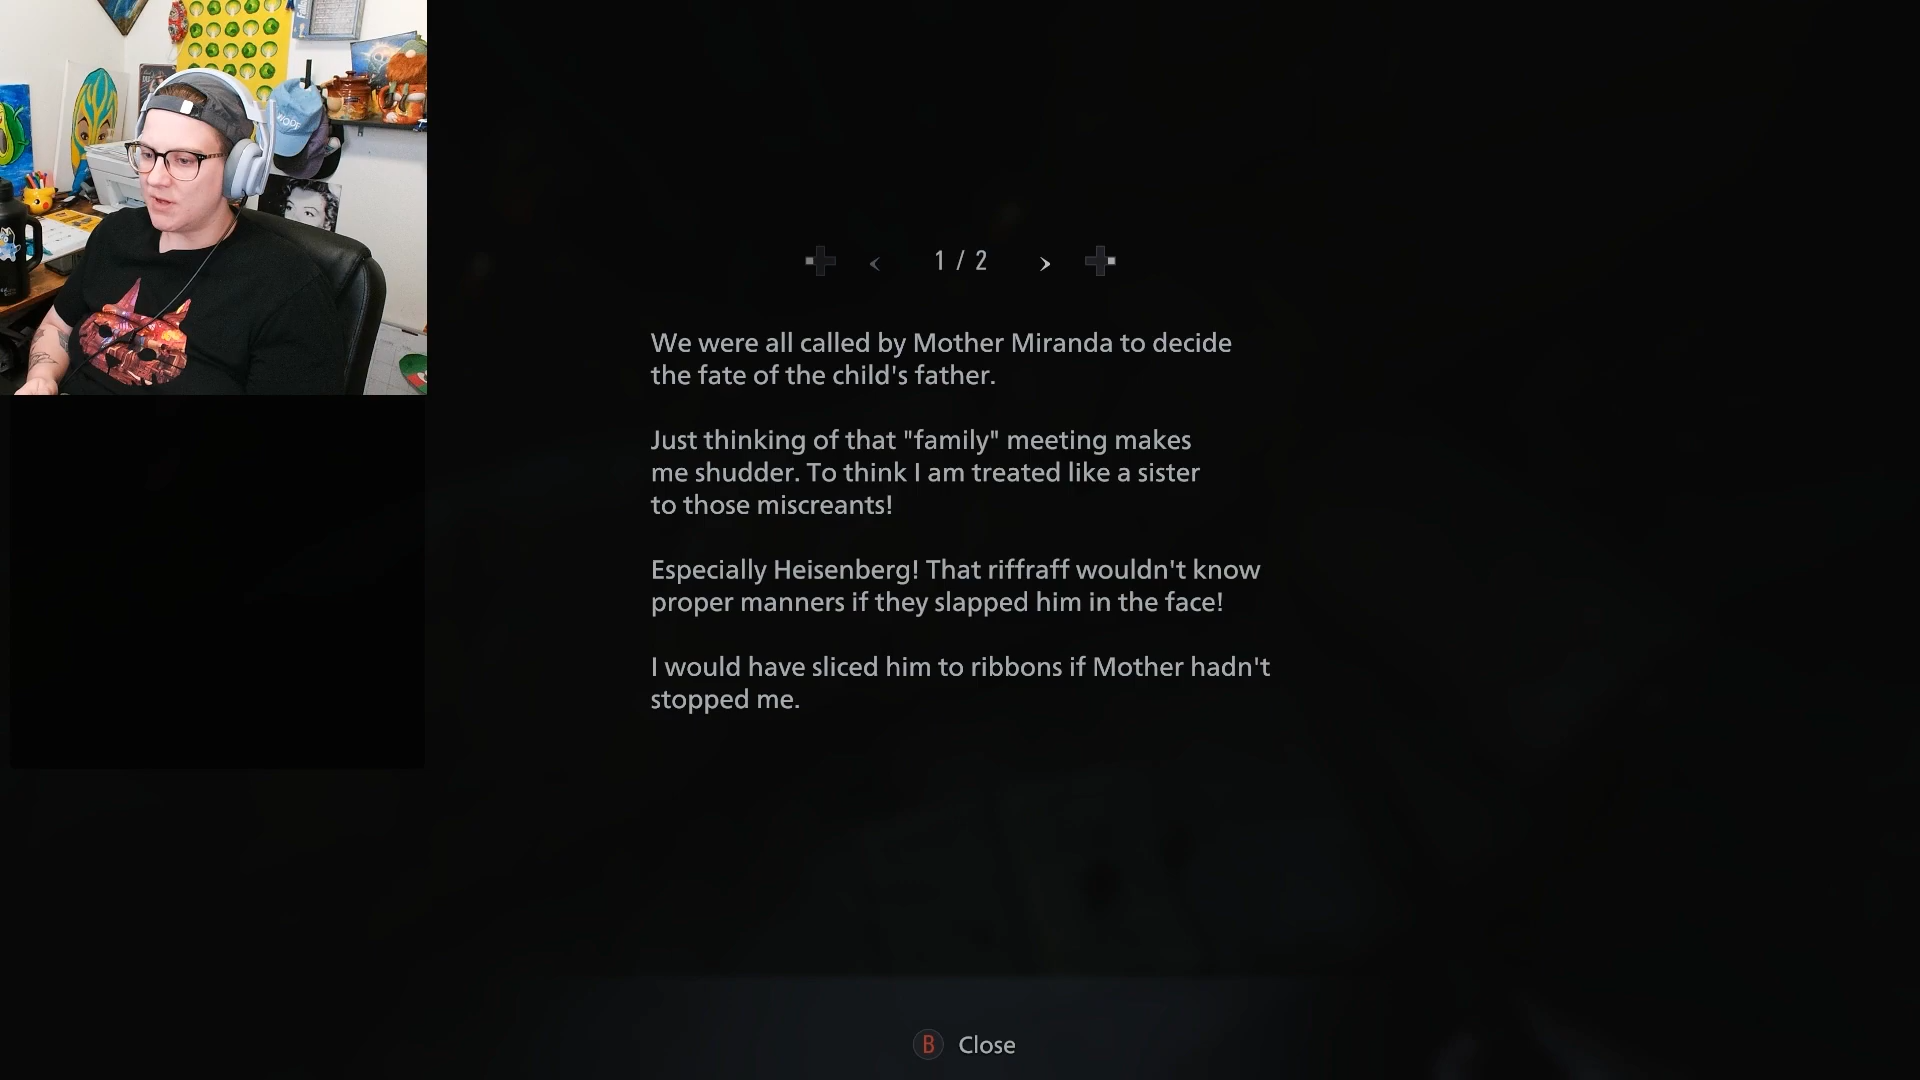 WOOF
1 / 2
We were all called by Mother Miranda to decide
the fate of the child's father.
Just thinking of that "family" meeting makes
me shudder. To think I am treated like a sister
to those miscreants!
Especially Heisenberg! That riffraff wouldn't know
proper manners if they slapped him in the face!
I would have sliced him to ribbons if Mother hadn't
stopped me.
B Close